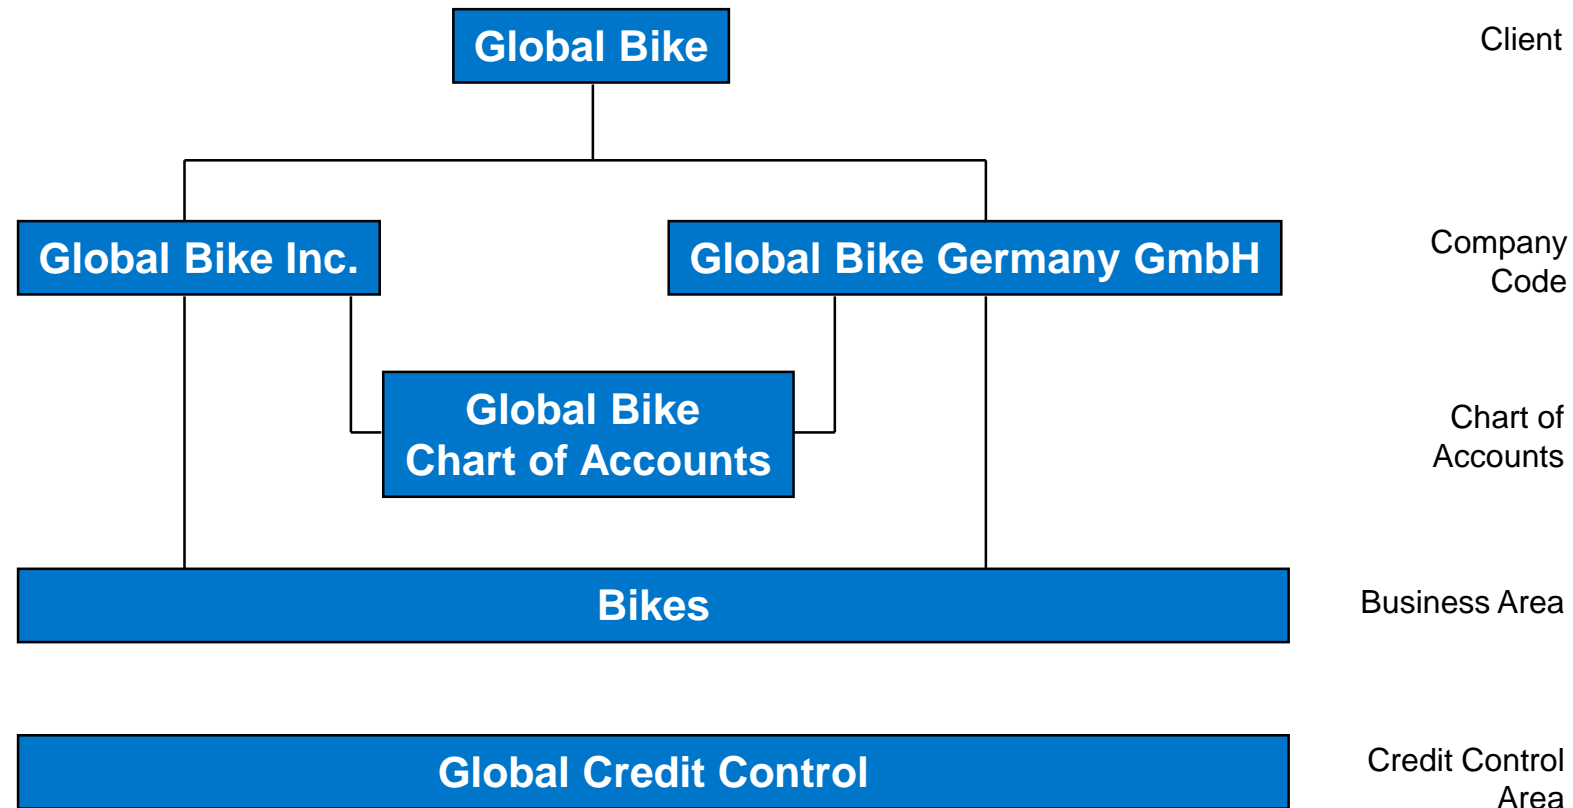 Global Bike
Client
Global Bike Inc.
Global Bike Germany GmbH
Company
Code
Global Bike
Chart of Accounts
Chart of
Accounts
Bikes
Business Area
Global Credit Control
Credit Control
Area